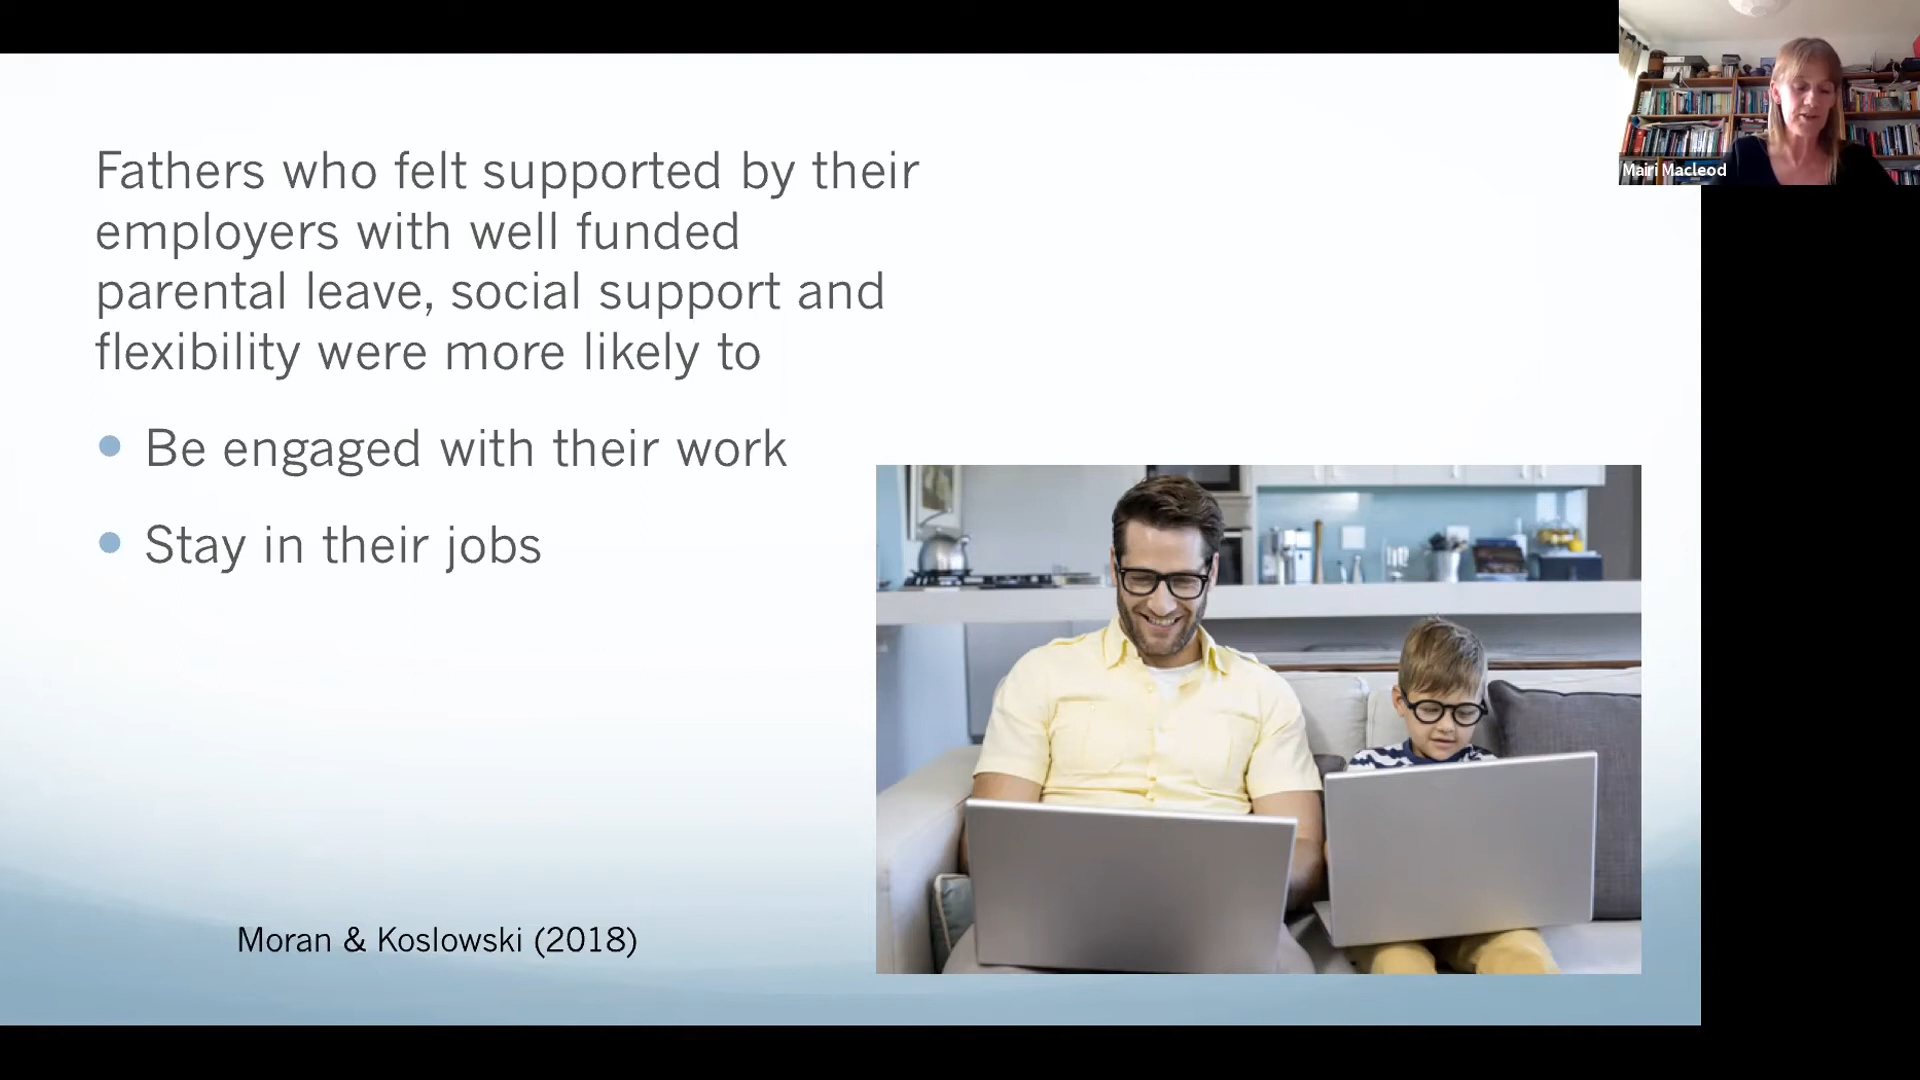 Fathers who felt supported by their
employers with well funded
parental leave, social support and
flexibility were more likely to
• Be engaged with their work
• Stay in their jobs
Moran & Koslowski (2018)
Mairi Macleod